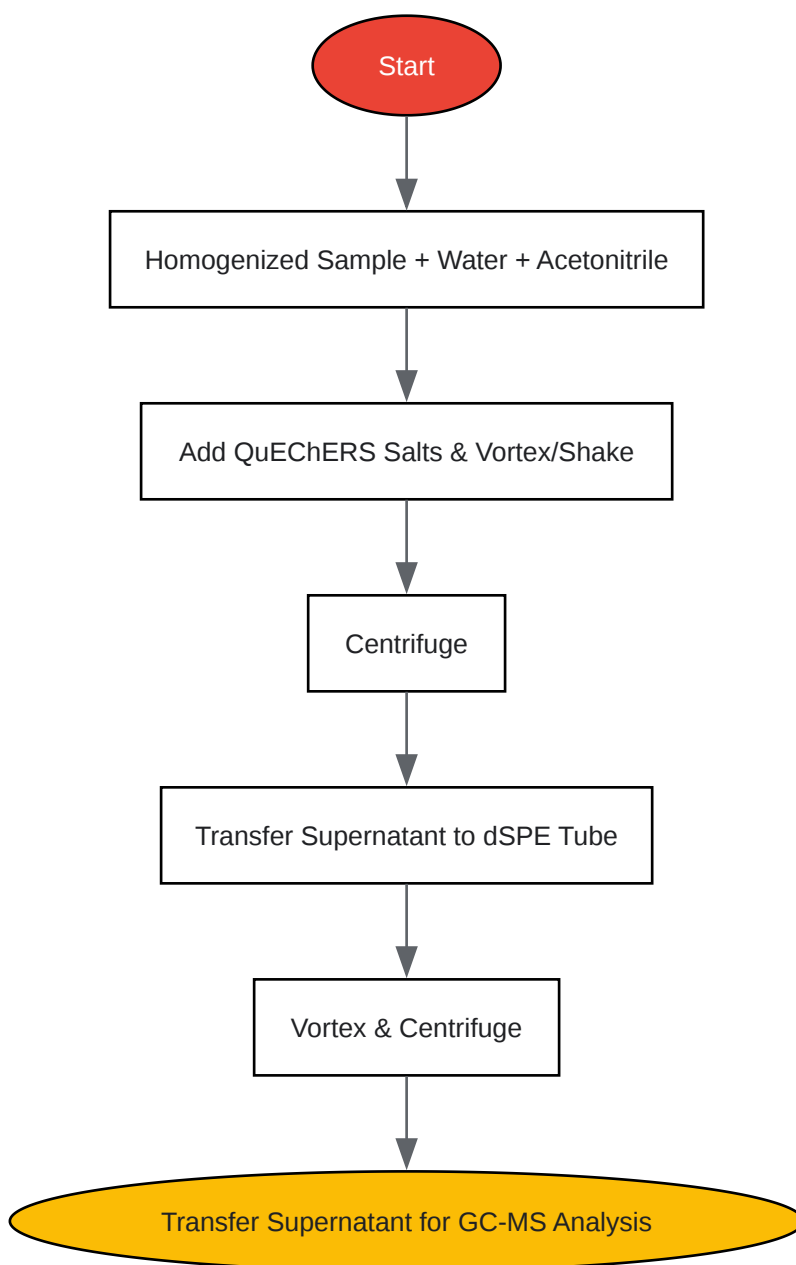 Start
Homogenized Sample + Water + Acetonitrile
Add QuEChERS Salts & Vortex/Shake
Centrifuge
Transfer Supernatant to dSPE Tube
Vortex & Centrifuge
Transfer Supernatant for GC-MS Analysis